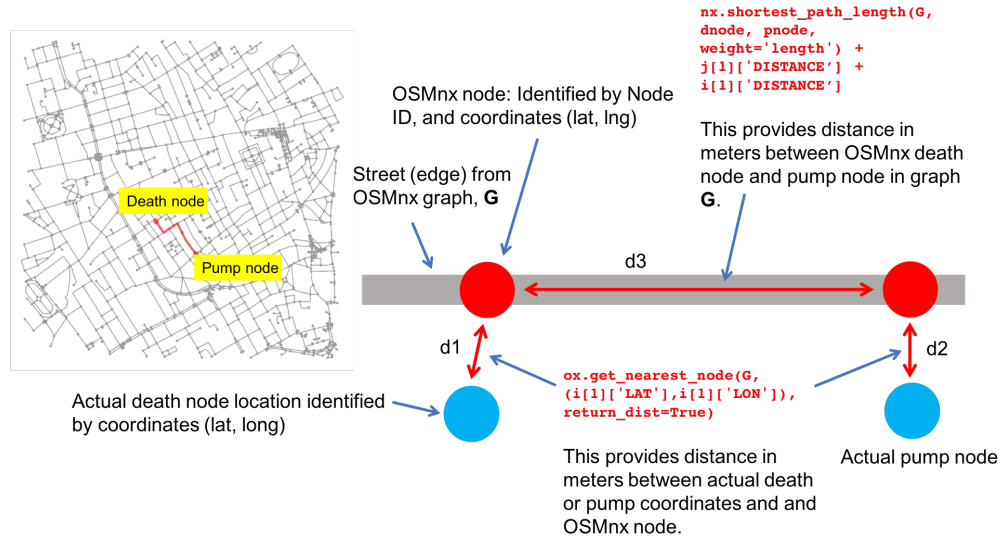 nx.shortest_path_length(G,
dnode, pnode,
weight='length') +
j[1]['DISTANCE’] +
i[1]['DISTANCE’]
OSMnx node: Identified by Node
ID, and coordinates (lat, lng)
This provides distance in
meters between OSMnx death
node and pump node in graph
G.
Street (edge) from
OSMnx graph, G
Death node
Pump node
d3
d1
d2
ox.get_nearest_node(G,
(i[1]['LAT'],i[1]['LON']),
return_dist=True)
Actual death node location identified
by coordinates (lat, long)
This provides distance in
meters between actual death
or pump coordinates and and
OSMnx node.
Actual pump node